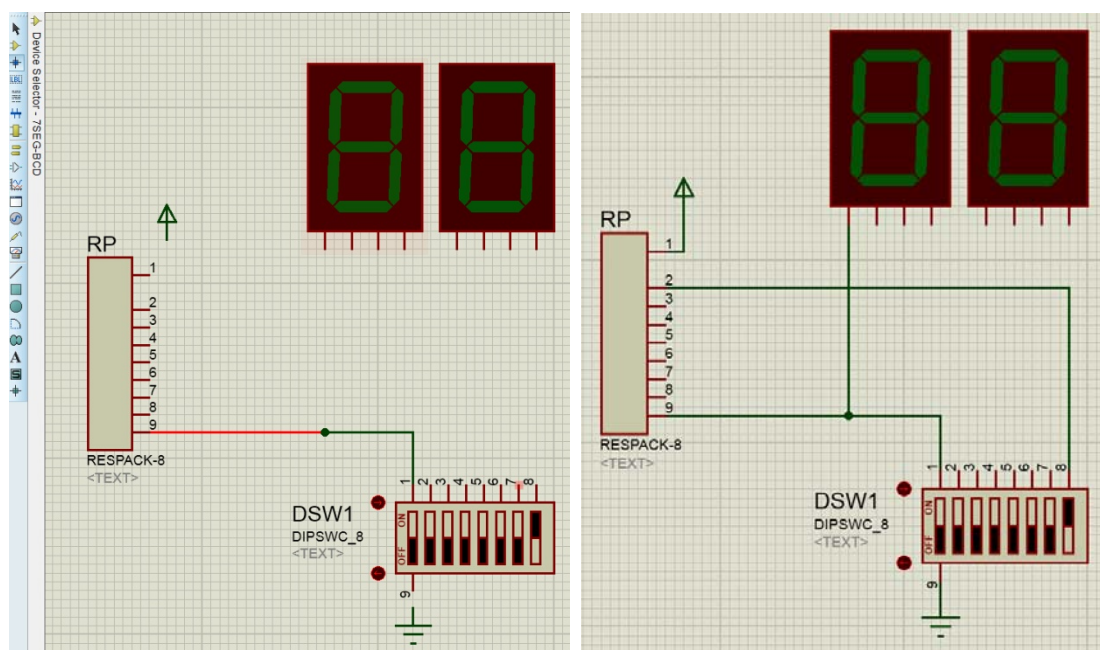 Device Selector - 7SEG-BCD
LBL
A
S
RP
1
2
3
4
5
6
7
8
9
RESPACK-8
<TEXT>
1
2
3
4
5
6
7
8
DSW1
DIPSWC_8
<TEXT>
ON
OFF
9
RP
1
2
3
4
5
6
7
8
9
RESPACK-8
<TEXT>
1
2
3
4
5
6
7
8
DSW1
DIPSWC_8
<TEXT>
ON
OFF
9